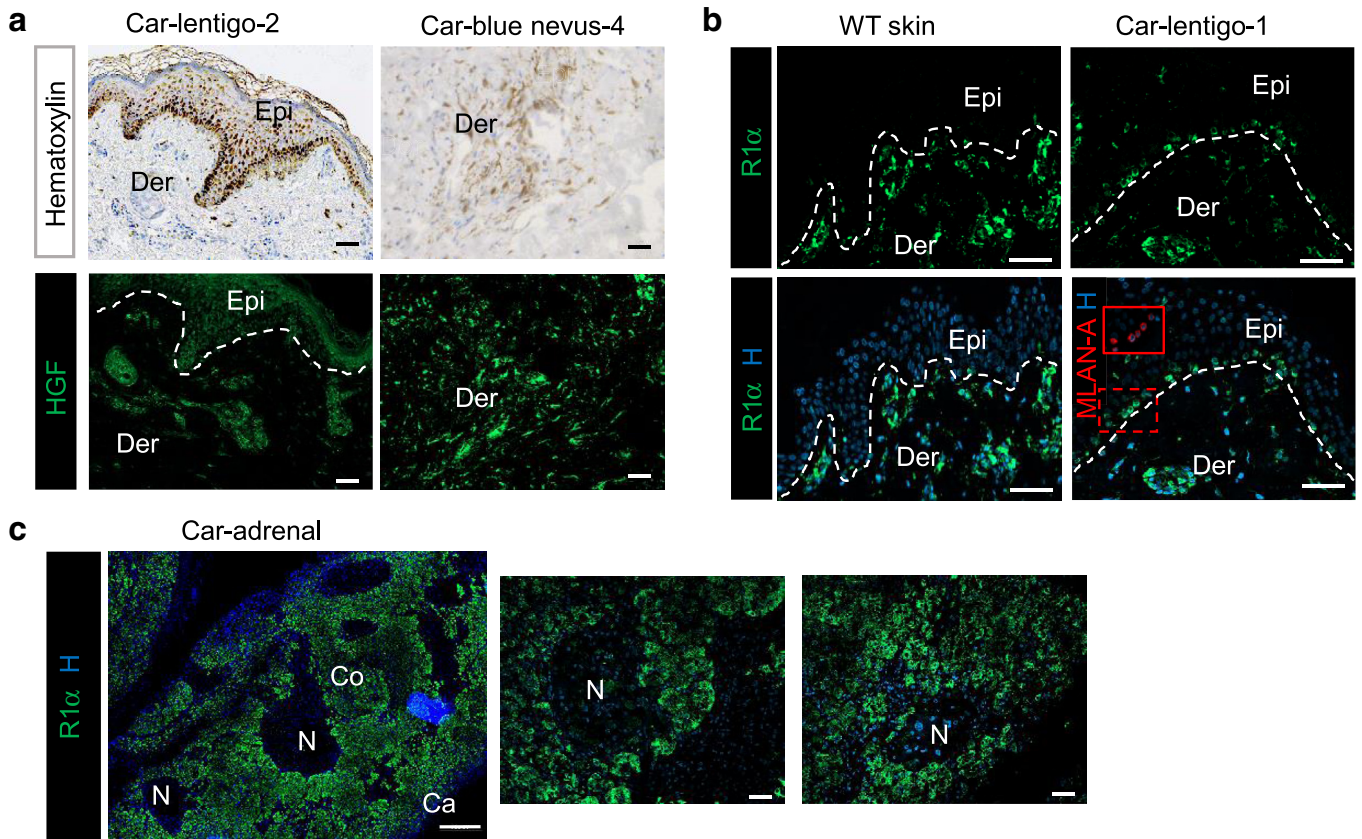 a
Car-lentigo-2
Car-blue nevus-4
Hematoxylin
Epi
Der
Der
HGF
Epi
Der
Der
b
WT skin
Car-lentigo-1
R1α
Epi
Der
Epi
Der
R1α H
Epi
Der
MLAN-A H
Epi
Der
c
Car-adrenal
R1α H
Co
N
N
Ca
N
N